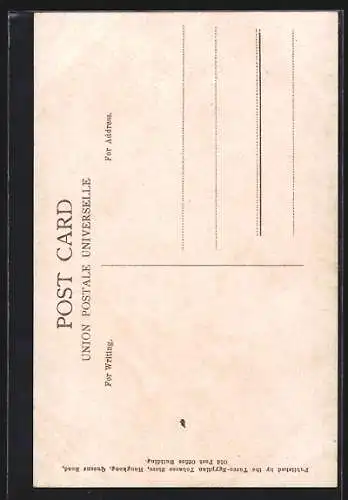 POST CARD
UNION POSTALE UNIVERSELLE
For Writing.
For Address.
Published by the Turco-Egyptian Tobacco Store, Hongkong, Queens Road,
Old Post Office Building.